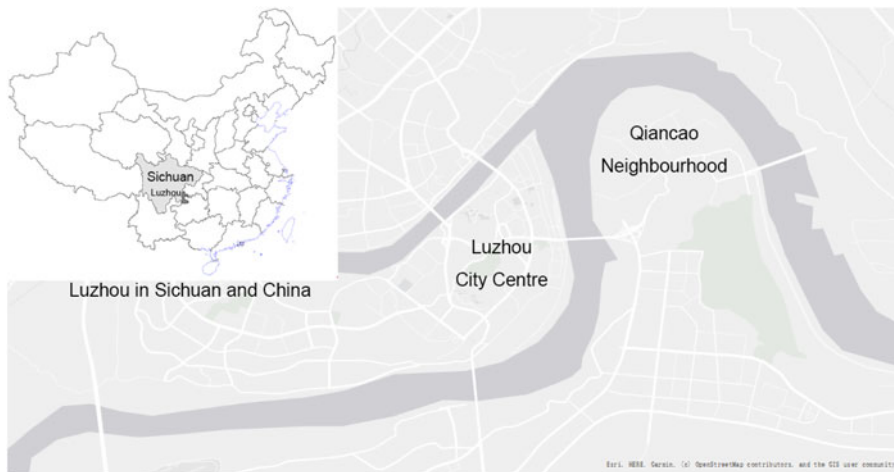 Sichuan
Luzhou
Luzhou in Sichuan and China
Qiancao
Neighbourhood
Luzhou
City Centre
Esri, HERE, Garmin, (c) OpenStreetMap contributors, and the GIS user community